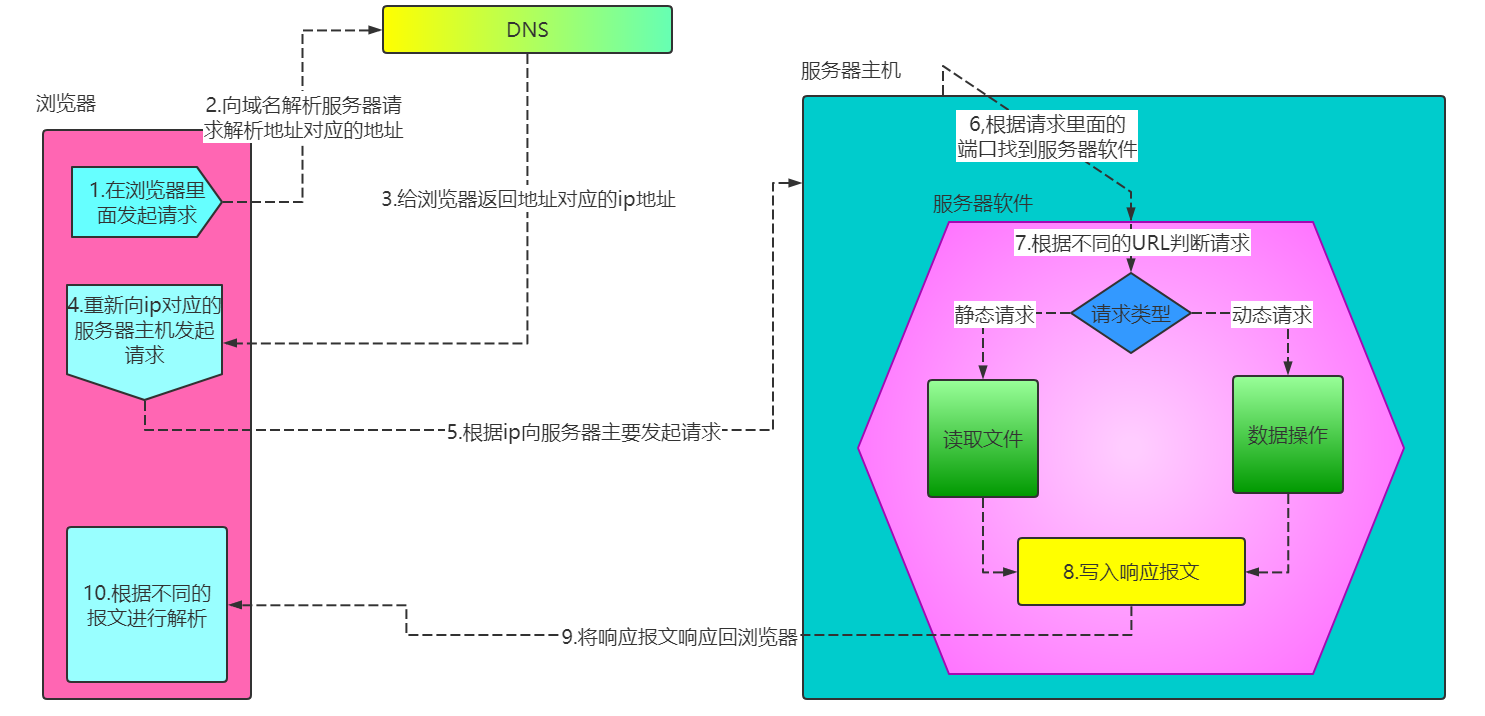 DNS
服务器主机
浏览器
2.向域名解析服务器请
求解析地址对应的地址
6,根据请求里面的
端口找到服务器软件
1.在浏览器里
面发起请求
3.给浏览器返回地址对应的ip地址
服务器软件
7.根据不同的URL判断请求
4.重新向ip对应的
服务器主机发起
请求
静态请求
请求类型
动态请求
5.根据ip向服务器主要发起请求
读取文件
数据操作
8.写入响应报文
10.根据不同的
报文进行解析
9.将响应报文响应回浏览器